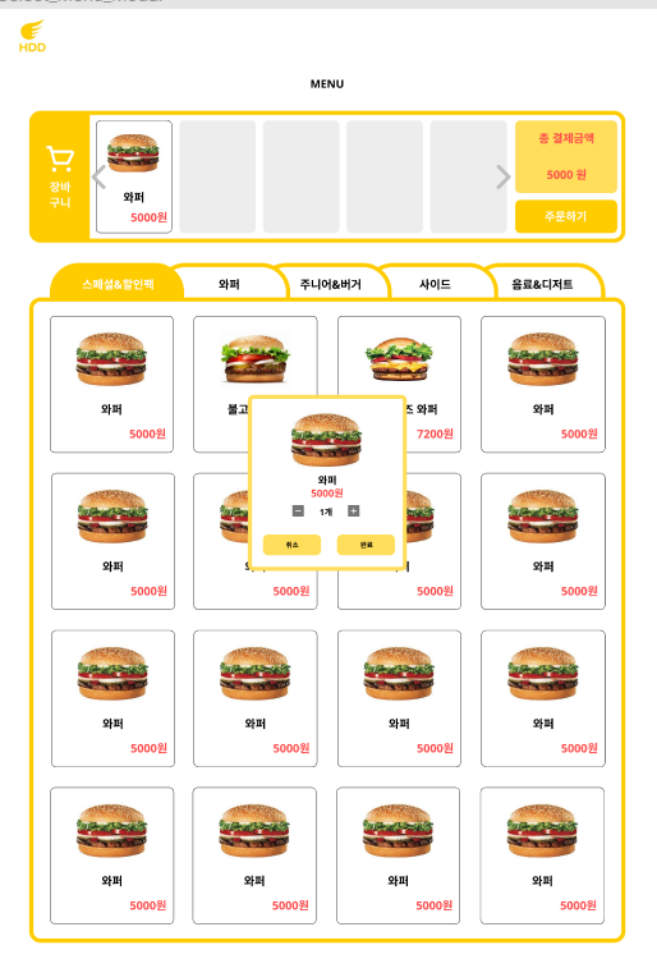 HDD
MENU
장바
구니
와퍼
5000원
총 결제금액
5000 원
주문하기
스페셜&할인팩
와퍼
주니어&버거
사이드
음료&디저트
와퍼
5000원
불고
즈 와퍼
7200원
와퍼
5000원
와퍼
5000원
1개
취소
완료
와퍼
5000원
5000원
5000원
와퍼
5000원
와퍼
5000원
와퍼
5000원
와퍼
5000원
와퍼
5000원
와퍼
5000원
와퍼
5000원
와퍼
5000원
와퍼
5000원